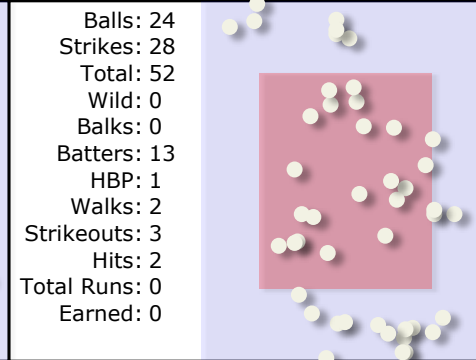 Balls: 24
Strikes: 28
Total: 52
Wild: 0
Balks: 0
Batters: 13
HBP: 1
Walks: 2
Strikeouts: 3
Hits: 2
Total Runs: 0
Earned: 0